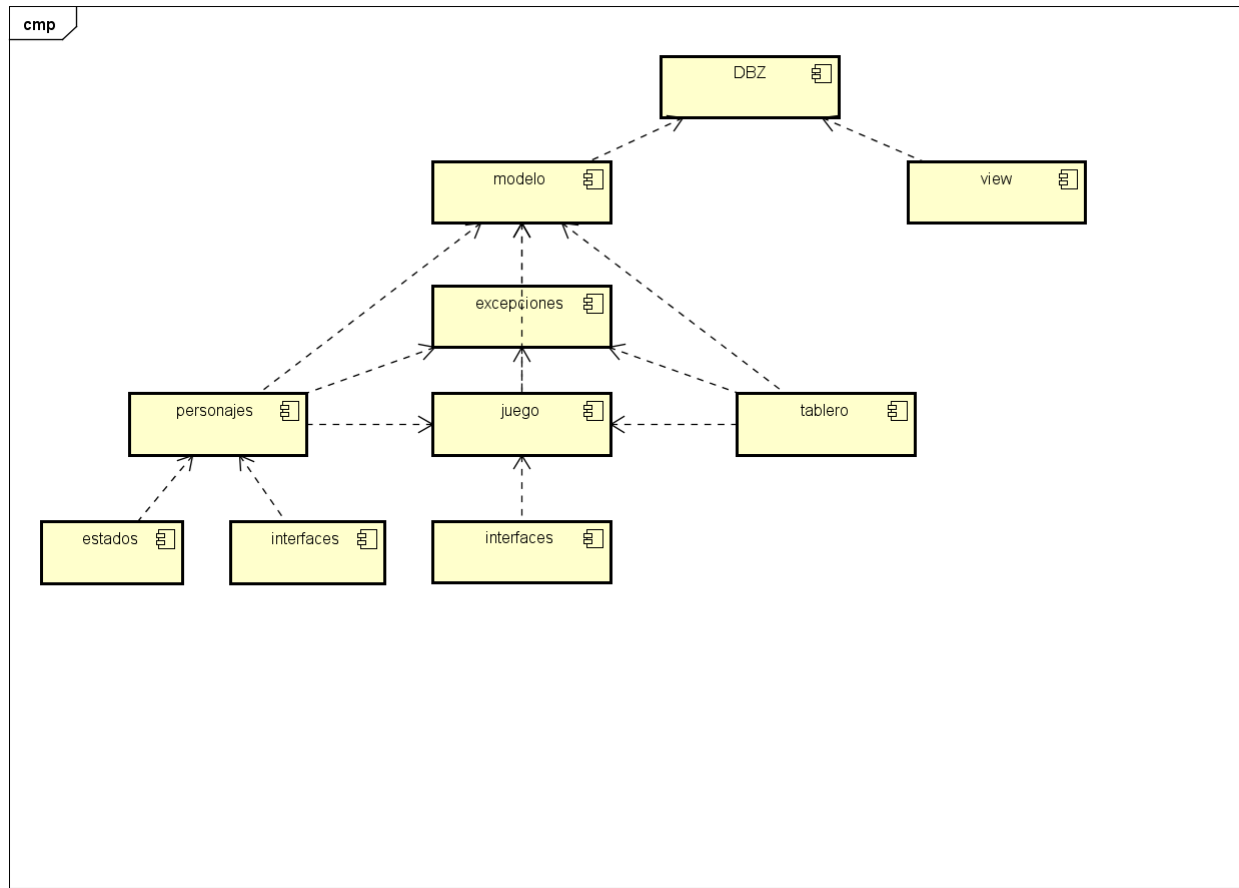 cmp
DBZ
modelo
view
excepciones
personajes
juego
tablero
estados
interfaces
interfaces